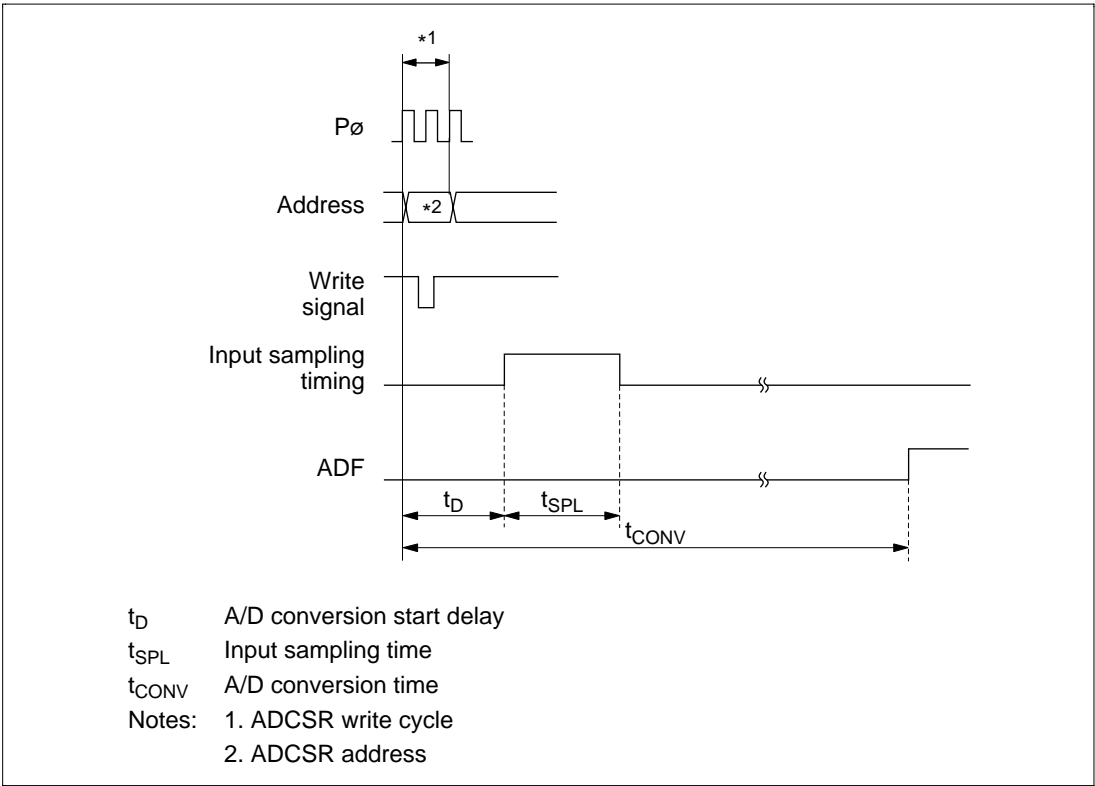 *1
Pø
Address
*2
Write
signal
Input sampling
timing
ADF
tD
tSPL
tCONV
tD A/D conversion start delay
tSPL Input sampling time
tCONV A/D conversion time
Notes: 1. ADCSR write cycle
2. ADCSR address